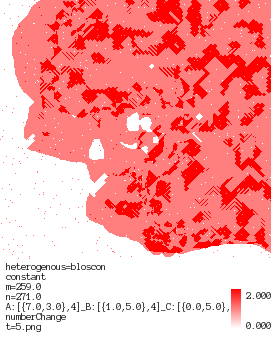 heterogenous=bloscon
constant
m=259.0
n=271.0
A:[{7.0,3.0},4]_B:[{1.0,5.0},4]_C:[{0.0,5.0},
numberChange
t=5.png
2.000
0.000